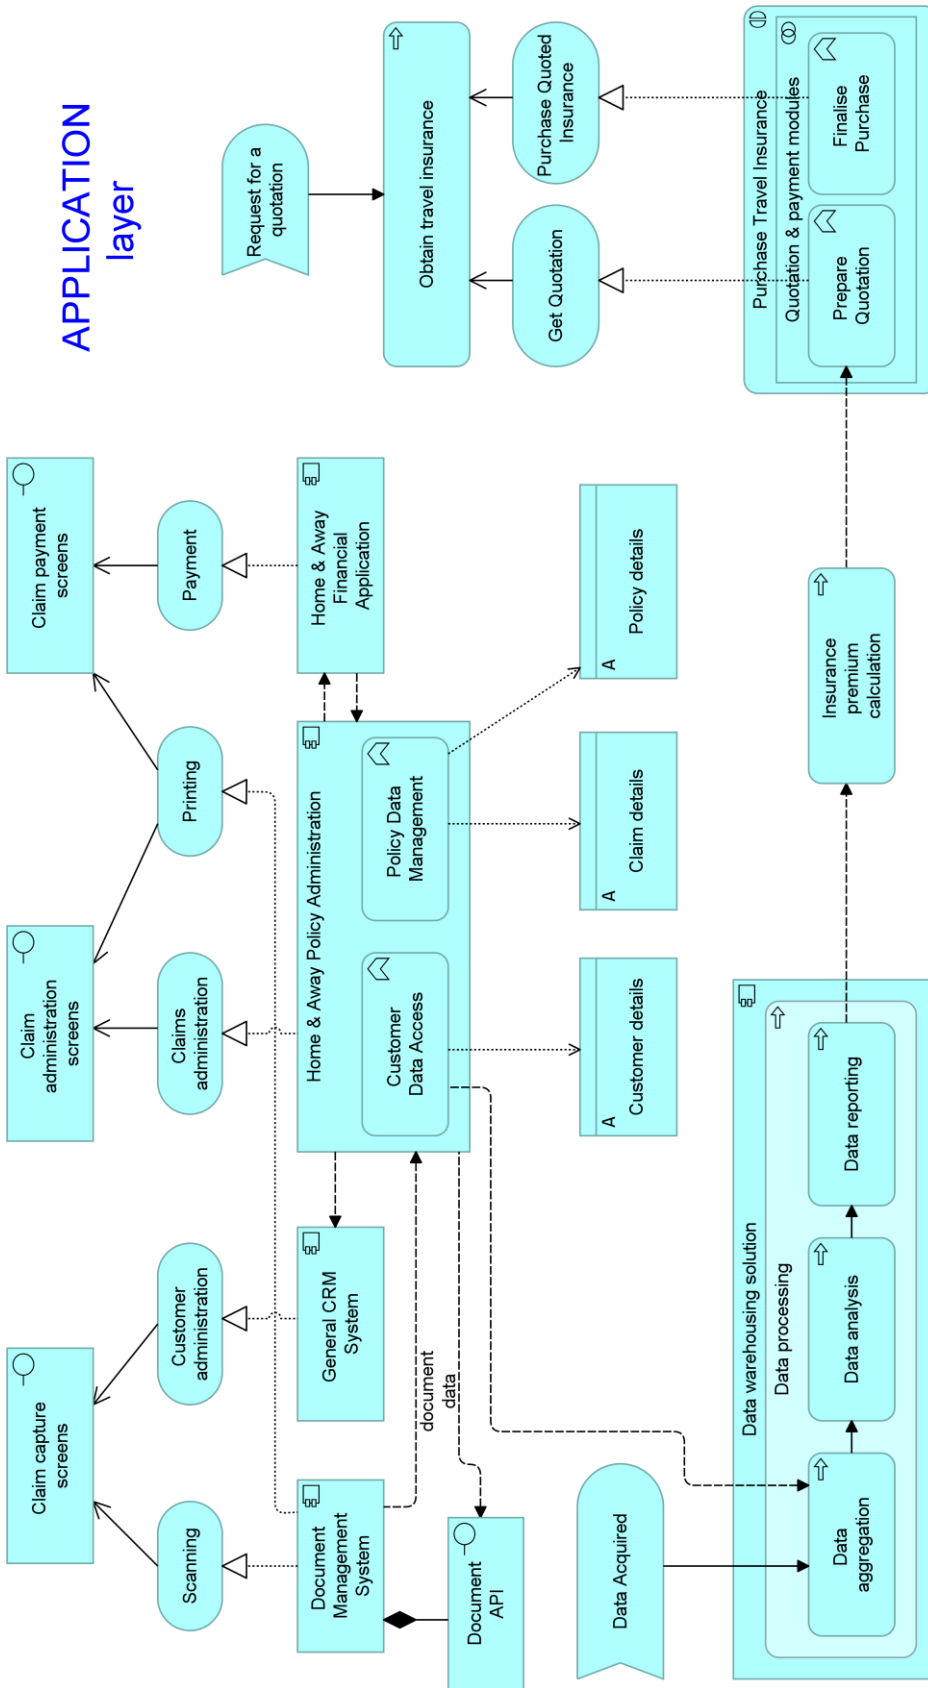 Claim capture
screens
Claim
administration
screens
Claim payment
screens
APPLICATION
layer
Scanning
Customer
administration
Claims
administration
Printing
Payment
Request for a
quotation
Document
Management
System
General CRM
System
Home & Away Policy Administration
Customer
Data Access
Policy Data
Management
Home & Away
Financial
Application
Obtain travel insurance
document
data
Document
API
Get Quotation
Purchase Quoted
Insurance
Data Acquired
A
Customer details
A
Claim details
A
Policy details
Data warehousing solution
Data processing
Data
aggregation
Data analysis
Data reporting
Insurance
premium
calculation
Purchase Travel Insurance
Quotation & payment modules
Prepare
Quotation
Finalise
Purchase